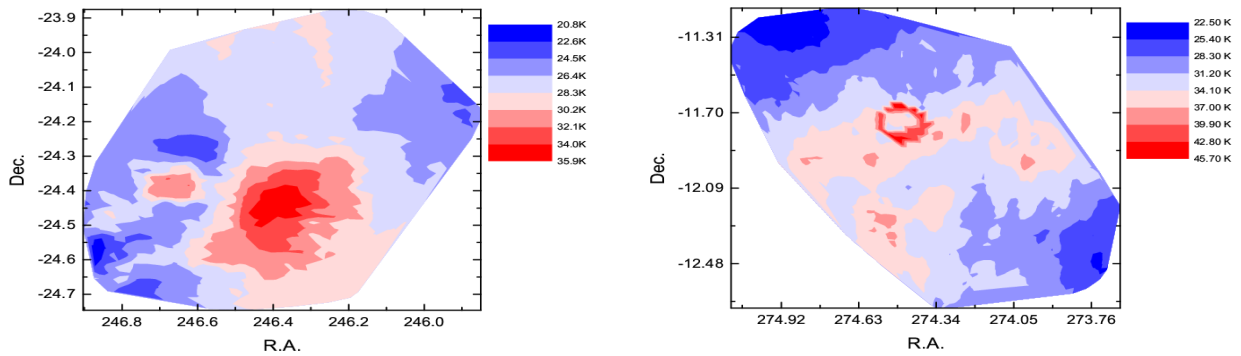 -23.9
-24.0
-24.1
-24.2
-24.3
-24.4
-24.5
-24.6
-24.7
Dec.
246.8 246.6 246.4 246.2 246.0
R.A.
20.8K
22.6K
24.5K
26.4K
28.3K
30.2K
32.1K
34.0K
35.9K
-11.31
-11.70
-12.09
-12.48
Dec.
274.92 274.63 274.34 274.05 273.76
R.A.
22.50 K
25.40 K
28.30 K
31.20 K
34.10 K
37.00 K
39.90 K
42.80 K
45.70 K